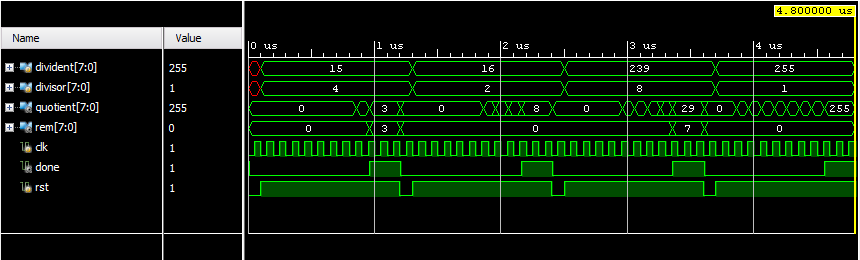 4.800000 us
Name Value
0 us 1 us 2 us 3 us 4 us
divident[7:0] 255 15 16 239 255
divisor[7:0] 1 4 2 8 1
quotient[7:0] 255 0 3 0 8 0 29 0 255
rem[7:0] 0 0 3 0 7 0
clk 1
done 1
rst 1